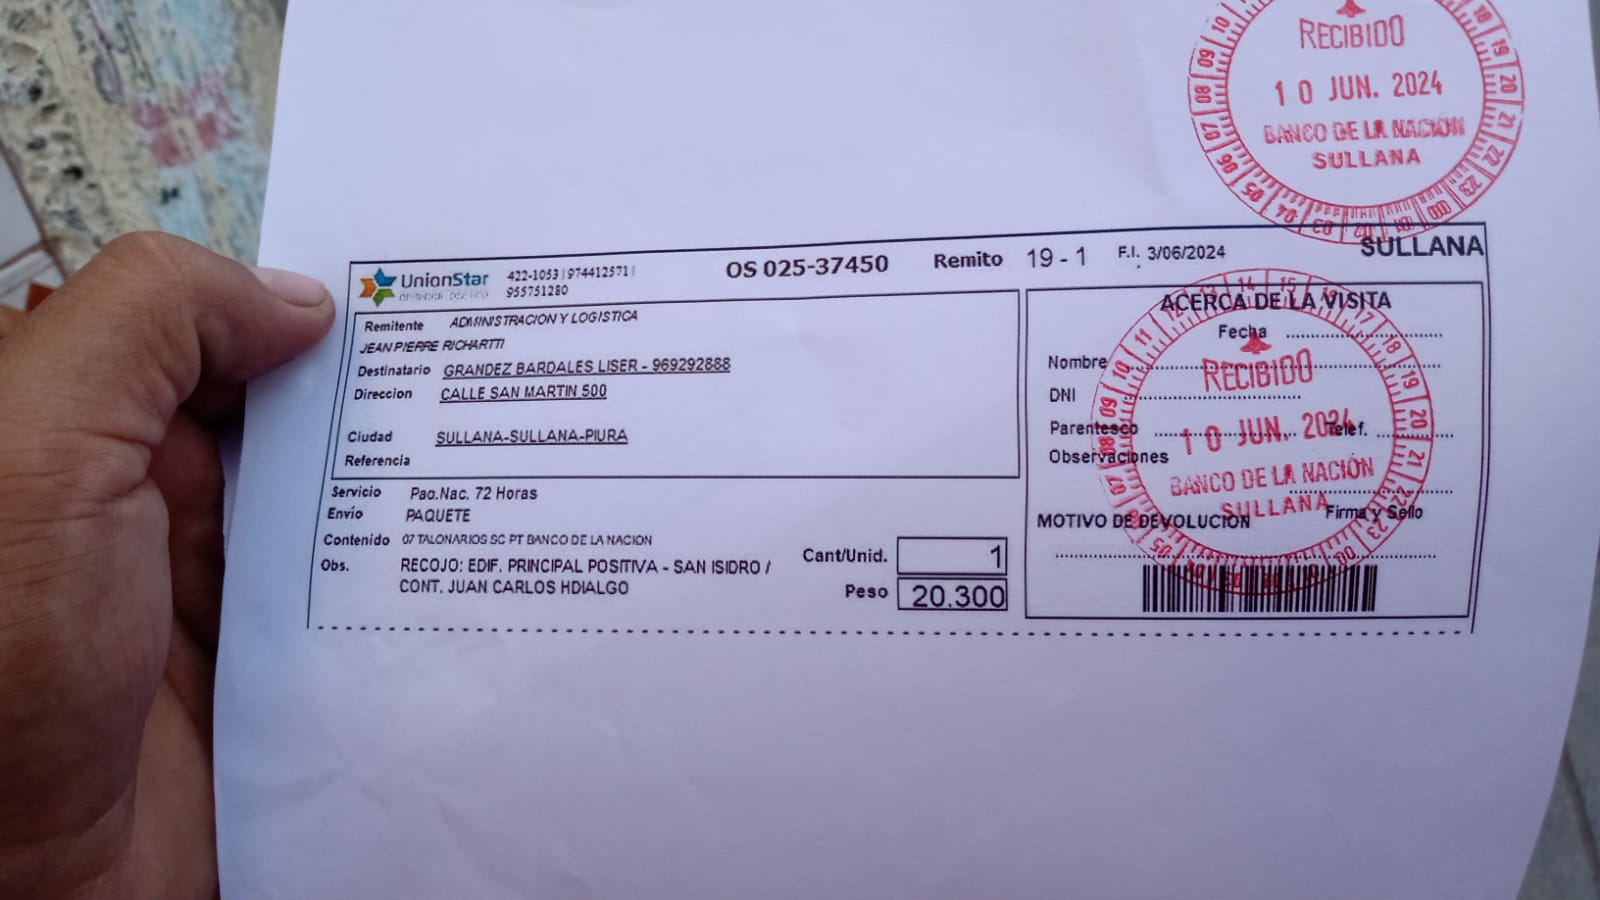 RECIBIDO
10 JUN. 2024
BANCO DE LA NACIÓN
SULLANA
UnionStar
422-1053 | 974412571 |
955751280
OS 025-37450
Remito 19 - 1
F.I. 3/06/2024
SULLANA
Remitente ADMINISTRACION Y LOGISTICA
JEAN PIERRE RICHARTTI
Destinatario GRANDEZ BARDALES LISER - 969292888
Direccion CALLE SAN MARTIN 500
Ciudad SULLANA-SULLANA-PIURA
Referencia
Servicio Paq.Nac. 72 Horas
Envío PAQUETE
Contenido 07 TALONARIOS SC PT BANCO DE LA NACION
Obs. RECOJO: EDIF. PRINCIPAL POSITIVA - SAN ISIDRO /
CONT. JUAN CARLOS HDIALGO
Cant/Unid. 1
Peso 20.300
ACERCA DE LA VISITA
Fecha
Nombre
DNI
Parentesco Telef.
Observaciones
Firma y Sello
MOTIVO DE DEVOLUCION
RECIBIDO
10 JUN. 2024
BANCO DE LA NACIÓN
SULLANA